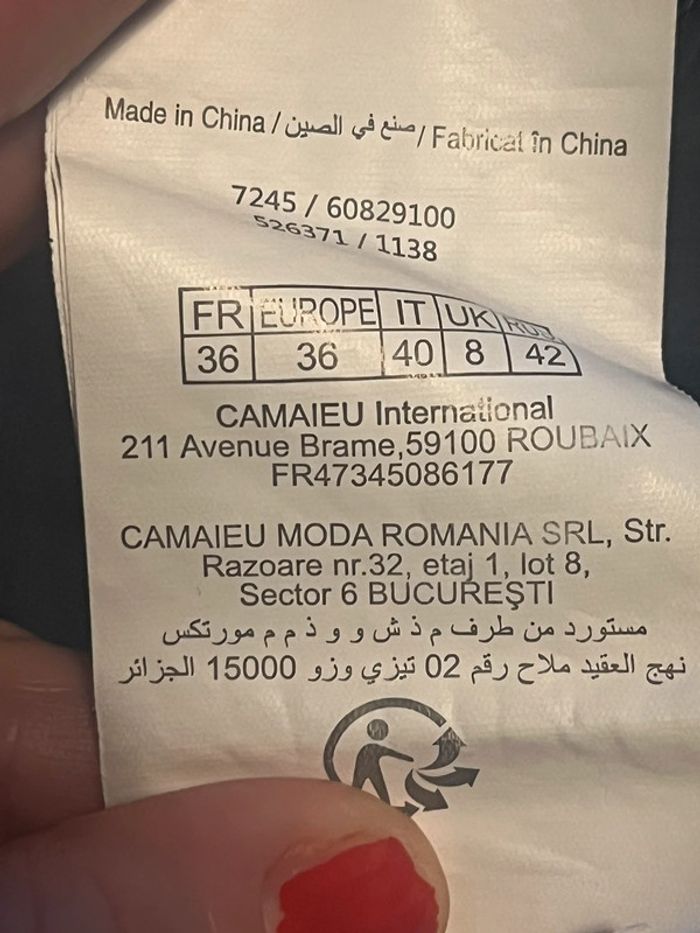 Made in China / صنع في الصين / Fabricat în China
7245 / 60829100
526371 / 1138
FR EUROPE IT UK RUS
36 36 40 8 42
CAMAIEU International
211 Avenue Brame,59100 ROUBAIX
FR47345086177
CAMAIEU MODA ROMANIA SRL, Str.
Razoare nr.32, etaj 1, lot 8,
Sector 6 BUCUREŞTI
مستورد من طرف م ذ ش و و ذ م م مورتكس
نهج العقيد ملاح رقم 02 تيزي وزو 15000 الجزائر